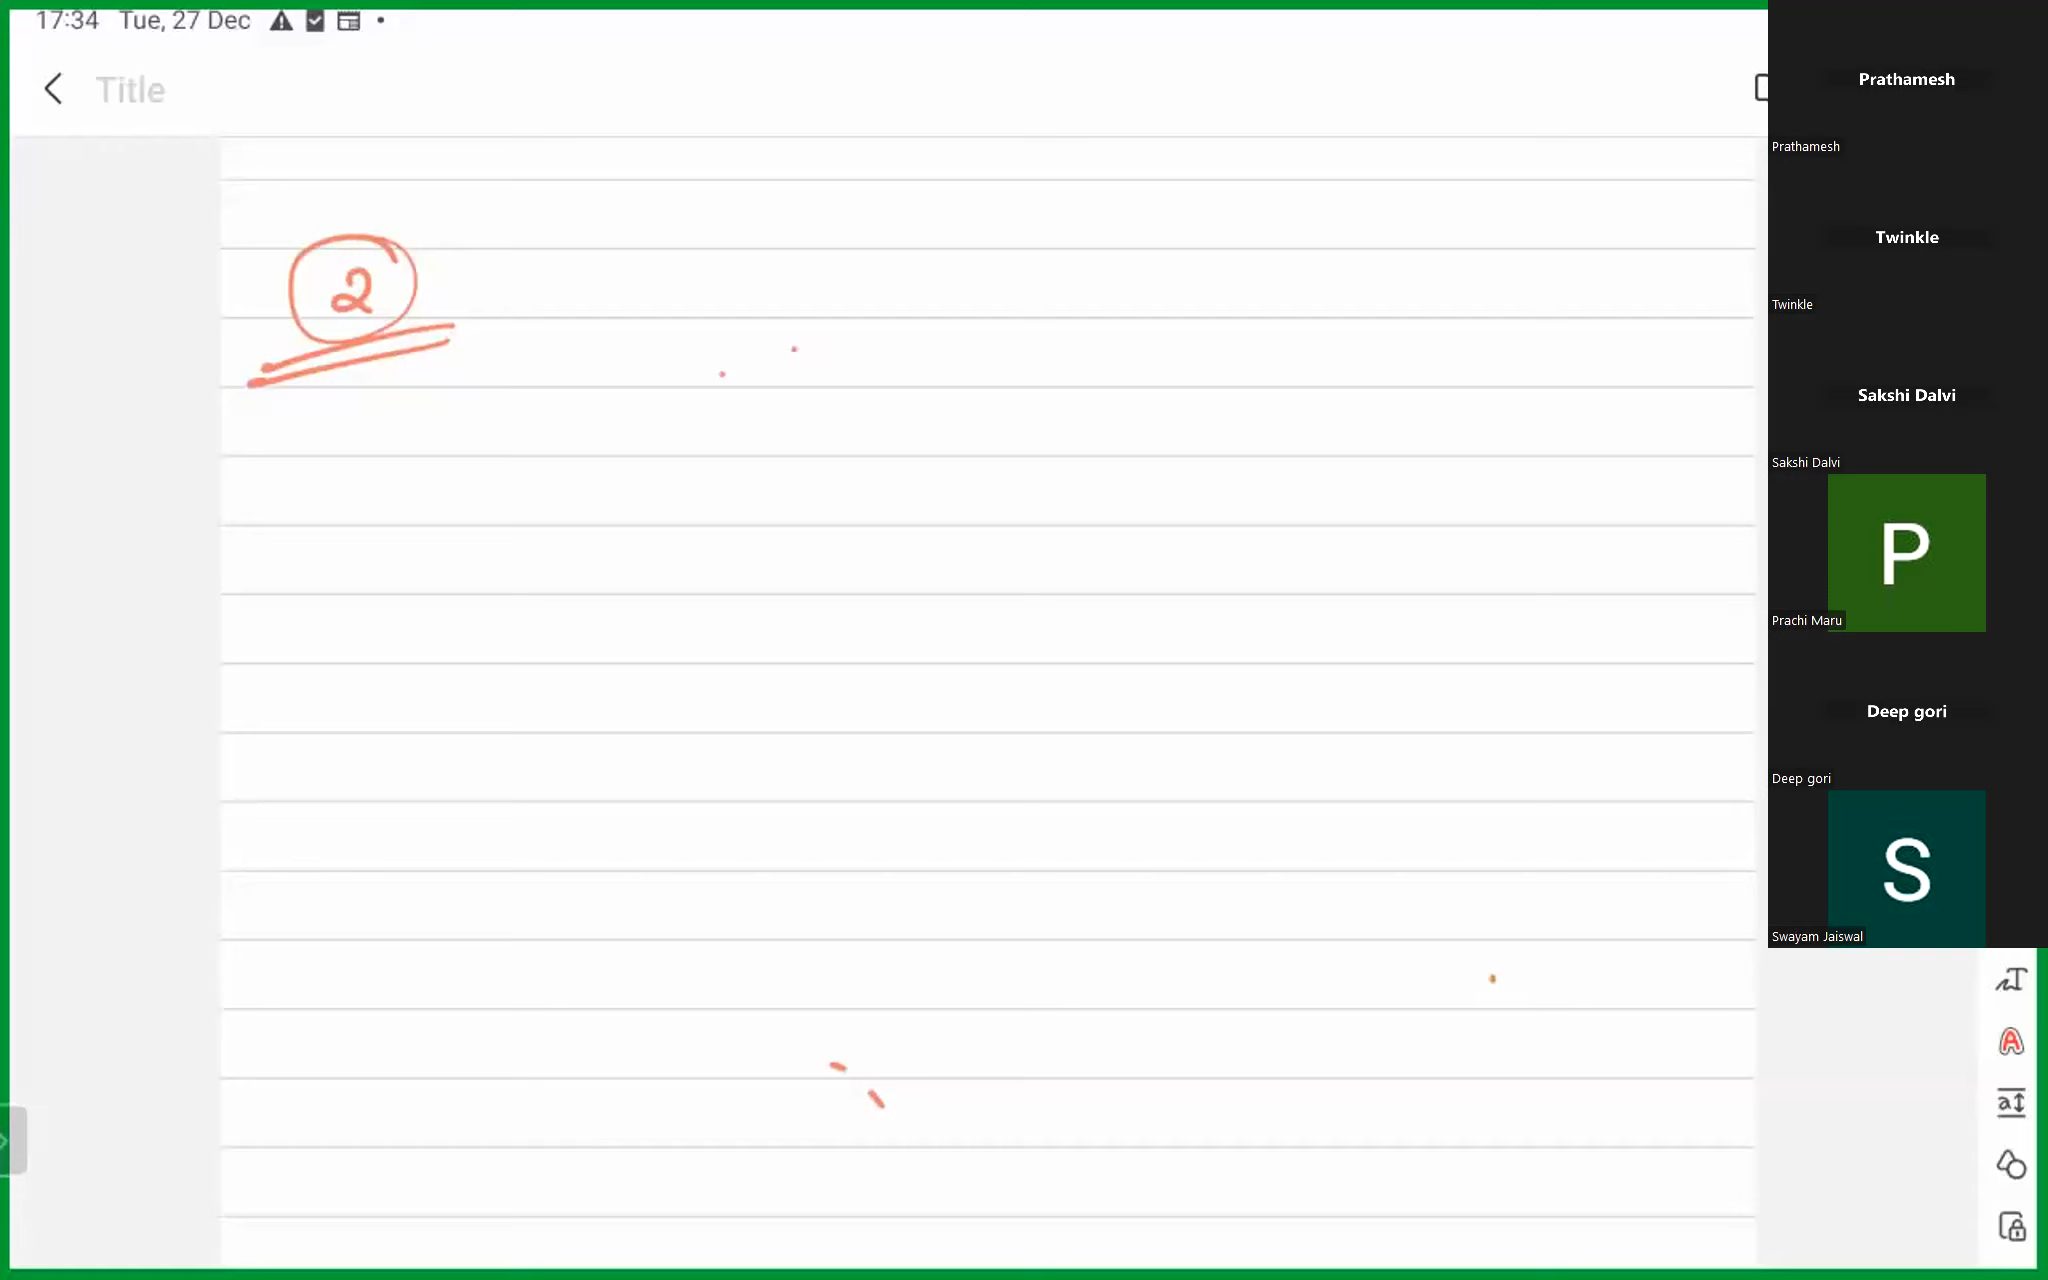 17:34 Tue, 27 Dec
Title
2
Prathamesh
Prathamesh
Twinkle
Twinkle
Sakshi Dalvi
Sakshi Dalvi
P
Prachi Maru
Deep gori
Deep gori
S
Swayam Jaiswal
T
A
a